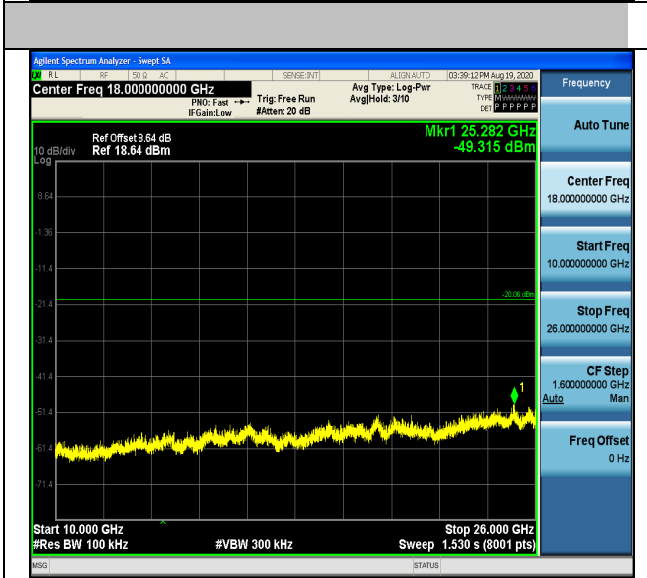 Agilent Spectrum Analyzer - Swept SA
LXI RL RF 50 Ω AC SENSE:INT ALIGN AUTO 03:39:12 PM Aug 19, 2020
Center Freq 18.000000000 GHz
PNO: Fast
IFGain:Low
Trig: Free Run
#Atten: 20 dB
Avg Type: Log-Pwr
Avg|Hold: 3/10
TRACE 1 2 3 4 5 6
TYPE M W W W W W
DET P P P P P P
Ref Offset 8.64 dB
Ref 18.64 dBm
10 dB/div
Log
Mkr1 25.282 GHz
-49.315 dBm
8.64
-1.36
-11.4
-21.4
-31.4
-41.4
-51.4
-61.4
-71.4
-20.06 dBm
1
Start 10.000 GHz
Stop 26.000 GHz
#Res BW 100 kHz
#VBW 300 kHz
Sweep 1.530 s (8001 pts)
MSG
STATUS
Frequency
Auto Tune
Center Freq
18.000000000 GHz
Start Freq
10.000000000 GHz
Stop Freq
26.000000000 GHz
CF Step
1.600000000 GHz
Auto Man
Freq Offset
0 Hz